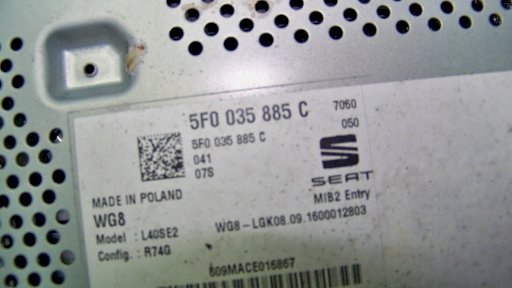 5F0 035 885 C 7060
5F0 035 885 C 050
041
07S
SEAT
MADE IN POLAND MIB2 Entry
WG8 WG8-LGK08.09.1600012803
Model : L40SE2
Config. : R74G
609MACE016867